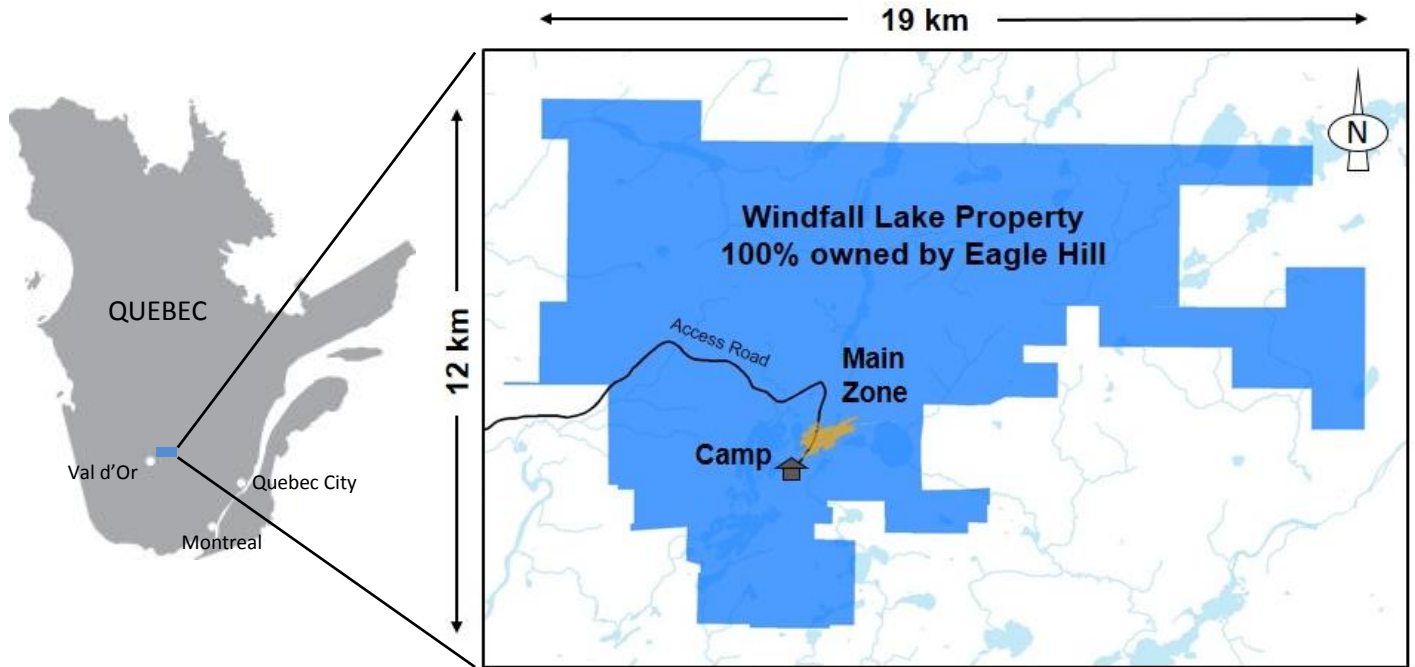 19 km
N
Windfall Lake Property
100% owned by Eagle Hill
QUEBEC
12 km
Access Road
Main
Zone
Camp
Val d’Or
Quebec City
Montreal